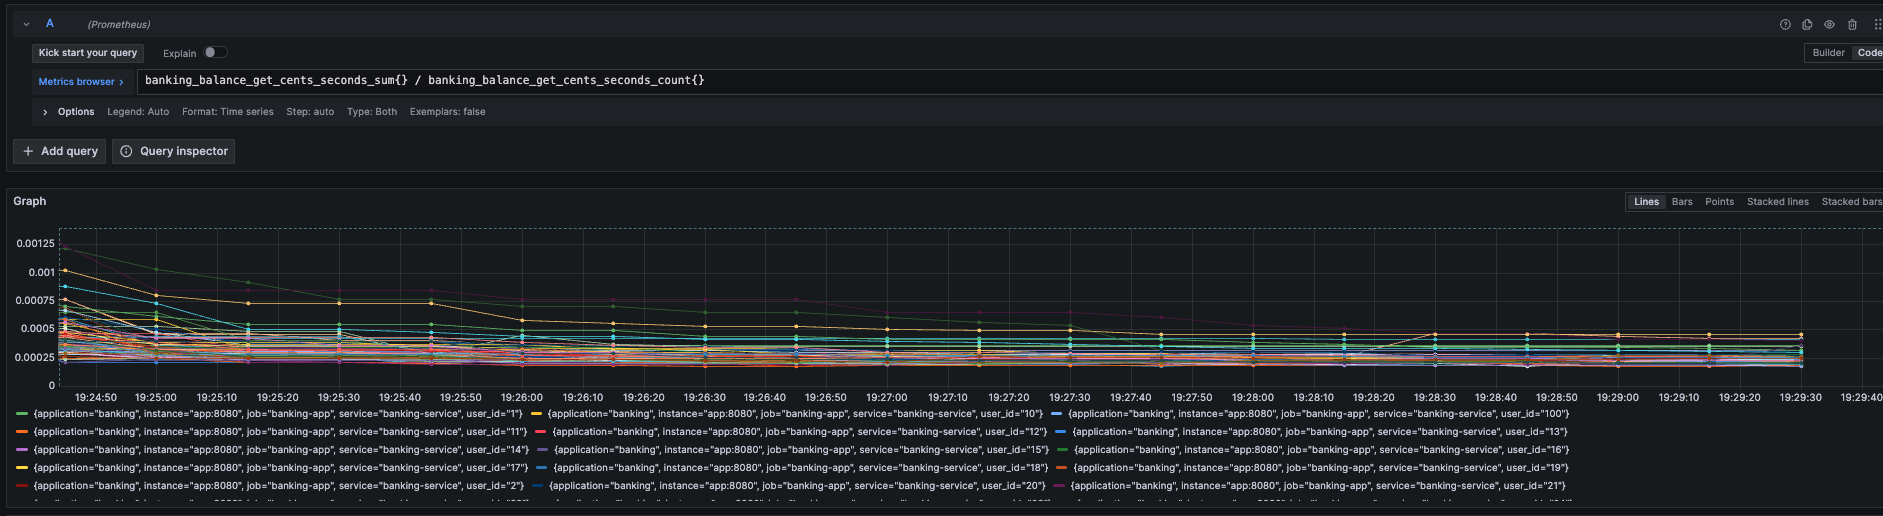 A (Prometheus)
Kick start your query Explain Builder Code
Metrics browser > banking_balance_get_cents_seconds_sum{} / banking_balance_get_cents_seconds_count{}
> Options Legend: Auto Format: Time series Step: auto Type: Both Exemplars: false
+ Add query Query inspector
Graph Lines Bars Points Stacked lines Stacked bars
0.00125
0.001
0.00075
0.0005
0.00025
0
19:24:50 19:25:00 19:25:10 19:25:20 19:25:30 19:25:40 19:25:50 19:26:00 19:26:10 19:26:20 19:26:30 19:26:40 19:26:50 19:27:00 19:27:10 19:27:20 19:27:30 19:27:40 19:27:50 19:28:00 19:28:10 19:28:20 19:28:30 19:28:40 19:28:50 19:29:00 19:29:10 19:29:20 19:29:30 19:29:40
{application="banking", instance="app:8080", job="banking-app", service="banking-service", user_id="1"} {application="banking", instance="app:8080", job="banking-app", service="banking-service", user_id="10"} {application="banking", instance="app:8080", job="banking-app", service="banking-service", user_id="100"}
{application="banking", instance="app:8080", job="banking-app", service="banking-service", user_id="11"} {application="banking", instance="app:8080", job="banking-app", service="banking-service", user_id="12"} {application="banking", instance="app:8080", job="banking-app", service="banking-service", user_id="13"}
{application="banking", instance="app:8080", job="banking-app", service="banking-service", user_id="14"} {application="banking", instance="app:8080", job="banking-app", service="banking-service", user_id="15"} {application="banking", instance="app:8080", job="banking-app", service="banking-service", user_id="16"}
{application="banking", instance="app:8080", job="banking-app", service="banking-service", user_id="17"} {application="banking", instance="app:8080", job="banking-app", service="banking-service", user_id="18"} {application="banking", instance="app:8080", job="banking-app", service="banking-service", user_id="19"}
{application="banking", instance="app:8080", job="banking-app", service="banking-service", user_id="2"} {application="banking", instance="app:8080", job="banking-app", service="banking-service", user_id="20"} {application="banking", instance="app:8080", job="banking-app", service="banking-service", user_id="21"}